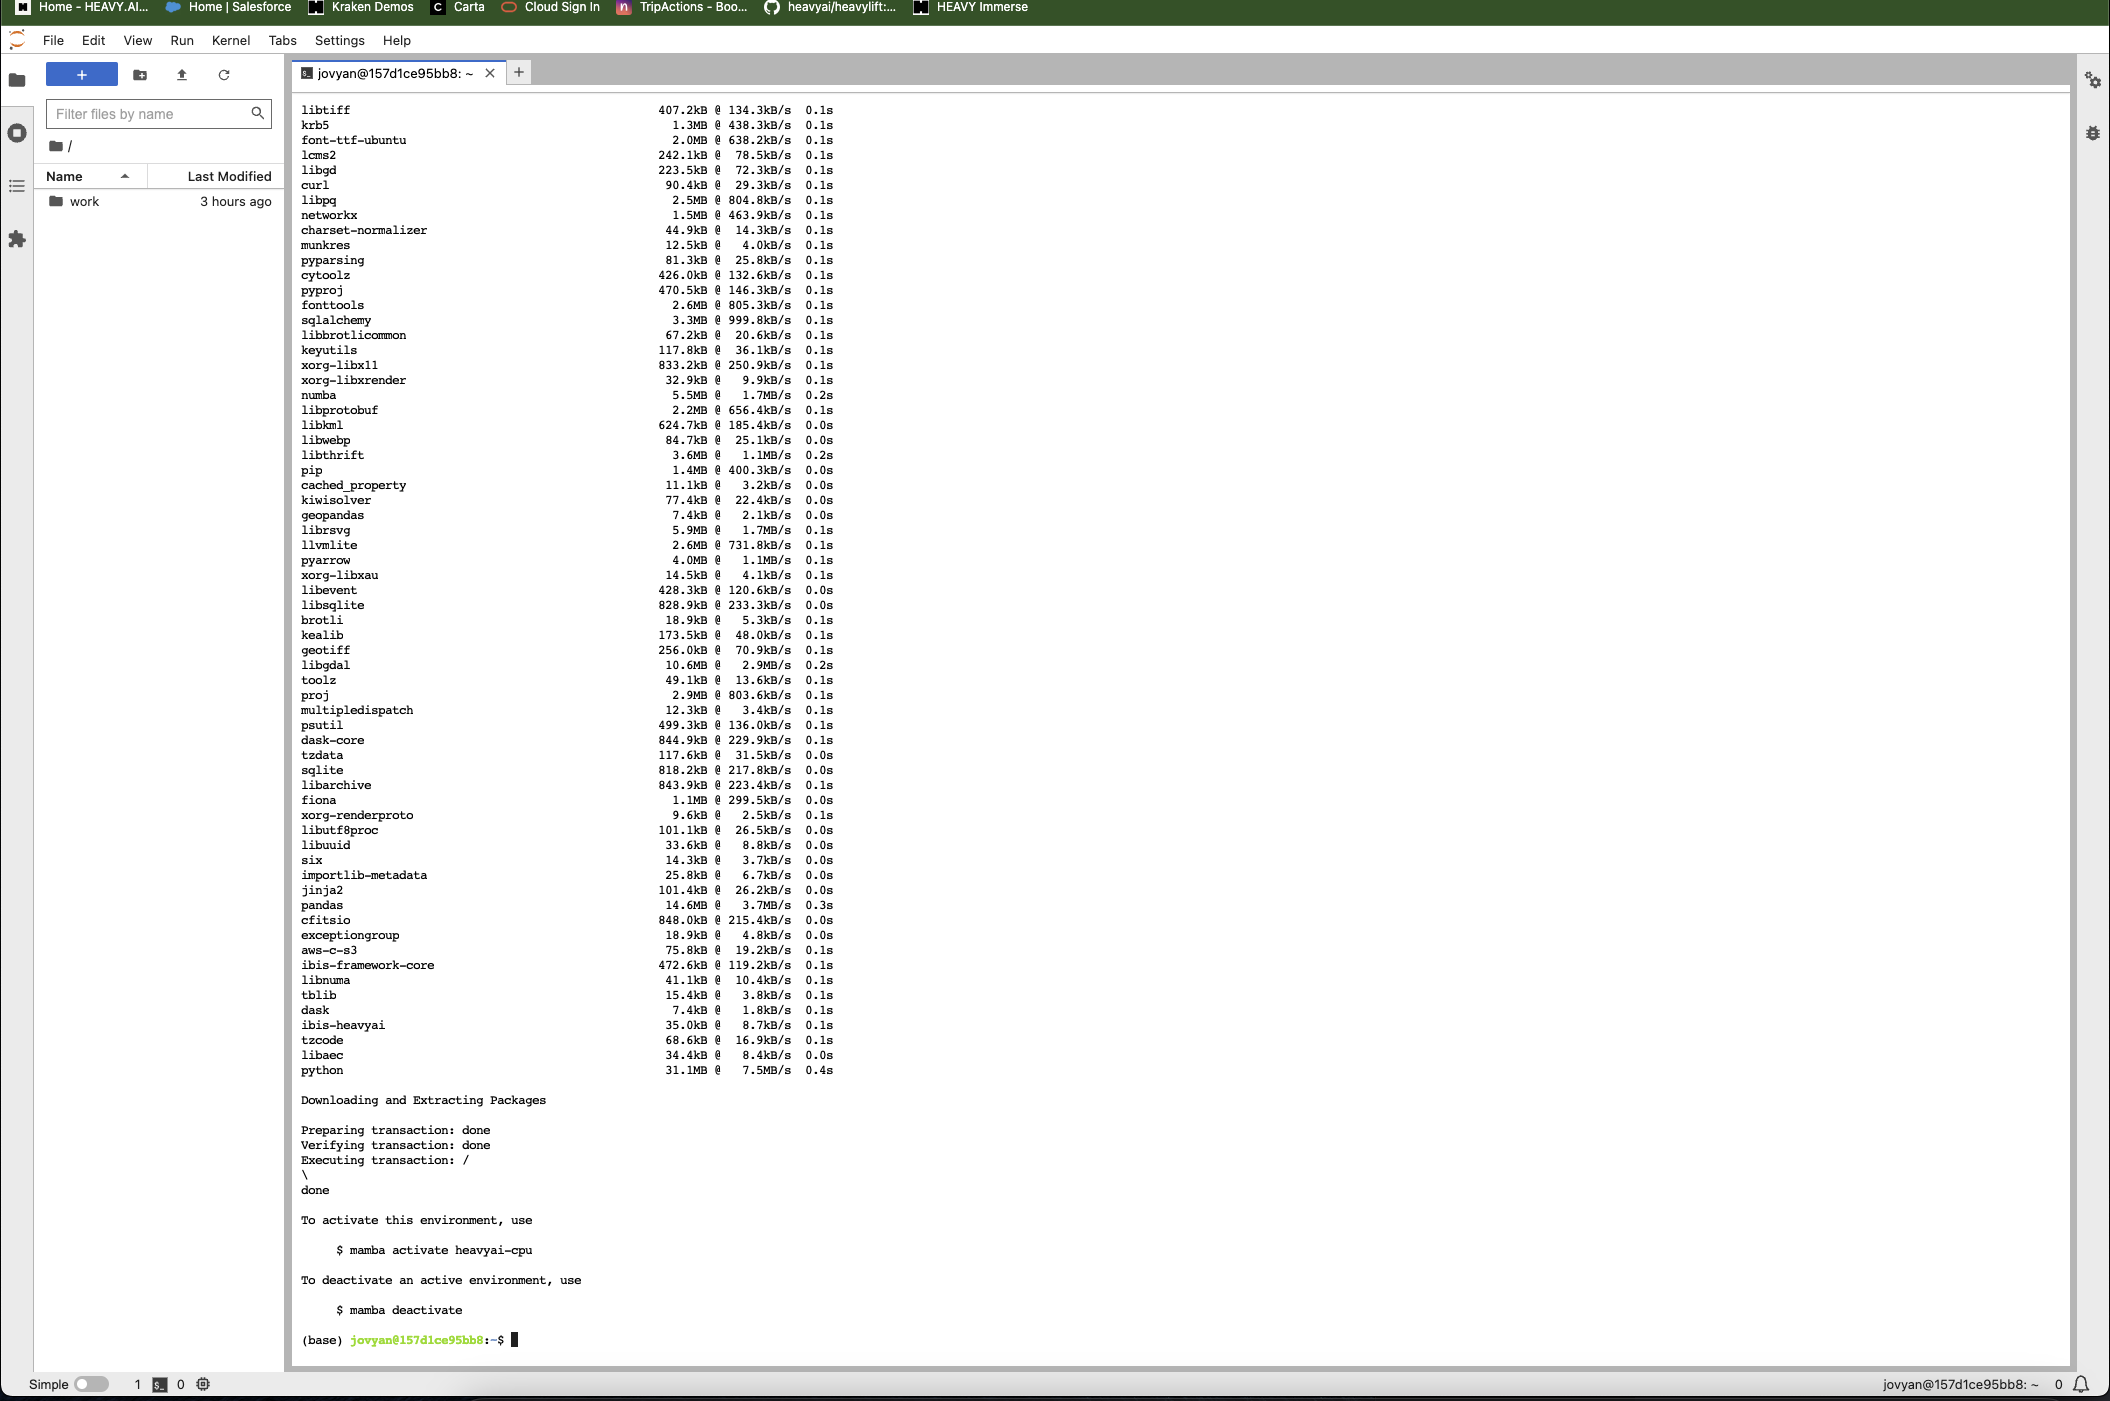 Home - HEAVY.AI... Home | Salesforce Kraken Demos Carta Cloud Sign In TripActions - Boo... heavyai/heavylift:... HEAVY Immerse
File Edit View Run Kernel Tabs Settings Help
+ jovyan@157d1ce95bb8: ~ × +
Filter files by name
/
Name Last Modified
work 3 hours ago
libtiff 407.2kB @ 134.3kB/s 0.1s
krb5 1.3MB @ 438.3kB/s 0.1s
font-ttf-ubuntu 2.0MB @ 638.2kB/s 0.1s
lcms2 242.1kB @ 78.5kB/s 0.1s
libgd 223.5kB @ 72.3kB/s 0.1s
curl 90.4kB @ 29.3kB/s 0.1s
libpq 2.5MB @ 804.8kB/s 0.1s
networkx 1.5MB @ 463.9kB/s 0.1s
charset-normalizer 44.9kB @ 14.3kB/s 0.1s
munkres 12.5kB @ 4.0kB/s 0.1s
pyparsing 81.3kB @ 25.8kB/s 0.1s
cytoolz 426.0kB @ 132.6kB/s 0.1s
pyproj 470.5kB @ 146.3kB/s 0.1s
fonttools 2.6MB @ 805.3kB/s 0.1s
sqlalchemy 3.3MB @ 999.8kB/s 0.1s
libbrotlicommon 67.2kB @ 20.6kB/s 0.1s
keyutils 117.8kB @ 36.1kB/s 0.1s
xorg-libx11 833.2kB @ 250.9kB/s 0.1s
xorg-libxrender 32.9kB @ 9.9kB/s 0.1s
numba 5.5MB @ 1.7MB/s 0.2s
libprotobuf 2.2MB @ 656.4kB/s 0.1s
libkml 624.7kB @ 185.4kB/s 0.0s
libwebp 84.7kB @ 25.1kB/s 0.0s
libthrift 3.6MB @ 1.1MB/s 0.2s
pip 1.4MB @ 400.3kB/s 0.0s
cached_property 11.1kB @ 3.2kB/s 0.0s
kiwisolver 77.4kB @ 22.4kB/s 0.0s
geopandas 7.4kB @ 2.1kB/s 0.0s
librsvg 5.9MB @ 1.7MB/s 0.1s
llvmlite 2.6MB @ 731.8kB/s 0.1s
pyarrow 4.0MB @ 1.1MB/s 0.1s
xorg-libxau 14.5kB @ 4.1kB/s 0.1s
libevent 428.3kB @ 120.6kB/s 0.0s
libsqlite 828.9kB @ 233.3kB/s 0.0s
brotli 18.9kB @ 5.3kB/s 0.1s
kealib 173.5kB @ 48.0kB/s 0.1s
geotiff 256.0kB @ 70.9kB/s 0.1s
libgdal 10.6MB @ 2.9MB/s 0.2s
toolz 49.1kB @ 13.6kB/s 0.1s
proj 2.9MB @ 803.6kB/s 0.1s
multipledispatch 12.3kB @ 3.4kB/s 0.1s
psutil 499.3kB @ 136.0kB/s 0.1s
dask-core 844.9kB @ 229.9kB/s 0.1s
tzdata 117.6kB @ 31.5kB/s 0.0s
sqlite 818.2kB @ 217.8kB/s 0.0s
libarchive 843.9kB @ 223.4kB/s 0.1s
fiona 1.1MB @ 299.5kB/s 0.0s
xorg-renderproto 9.6kB @ 2.5kB/s 0.1s
libutf8proc 101.1kB @ 26.5kB/s 0.0s
libuuid 33.6kB @ 8.8kB/s 0.0s
six 14.3kB @ 3.7kB/s 0.0s
importlib-metadata 25.8kB @ 6.7kB/s 0.0s
jinja2 101.4kB @ 26.2kB/s 0.0s
pandas 14.6MB @ 3.7MB/s 0.3s
cfitsio 848.0kB @ 215.4kB/s 0.0s
exceptiongroup 18.9kB @ 4.8kB/s 0.0s
aws-c-s3 75.8kB @ 19.2kB/s 0.1s
ibis-framework-core 472.6kB @ 119.2kB/s 0.1s
libnuma 41.1kB @ 10.4kB/s 0.1s
tblib 15.4kB @ 3.8kB/s 0.1s
dask 7.4kB @ 1.8kB/s 0.1s
ibis-heavyai 35.0kB @ 8.7kB/s 0.1s
tzcode 68.6kB @ 16.9kB/s 0.1s
libaec 34.4kB @ 8.4kB/s 0.0s
python 31.1MB @ 7.5MB/s 0.4s
Downloading and Extracting Packages
Preparing transaction: done
Verifying transaction: done
Executing transaction: /
\
done
To activate this environment, use
$ mamba activate heavyai-cpu
To deactivate an active environment, use
$ mamba deactivate
(base) jovyan@157d1ce95bb8:~$
Simple 1 $_ 0 jovyan@157d1ce95bb8: ~ 0